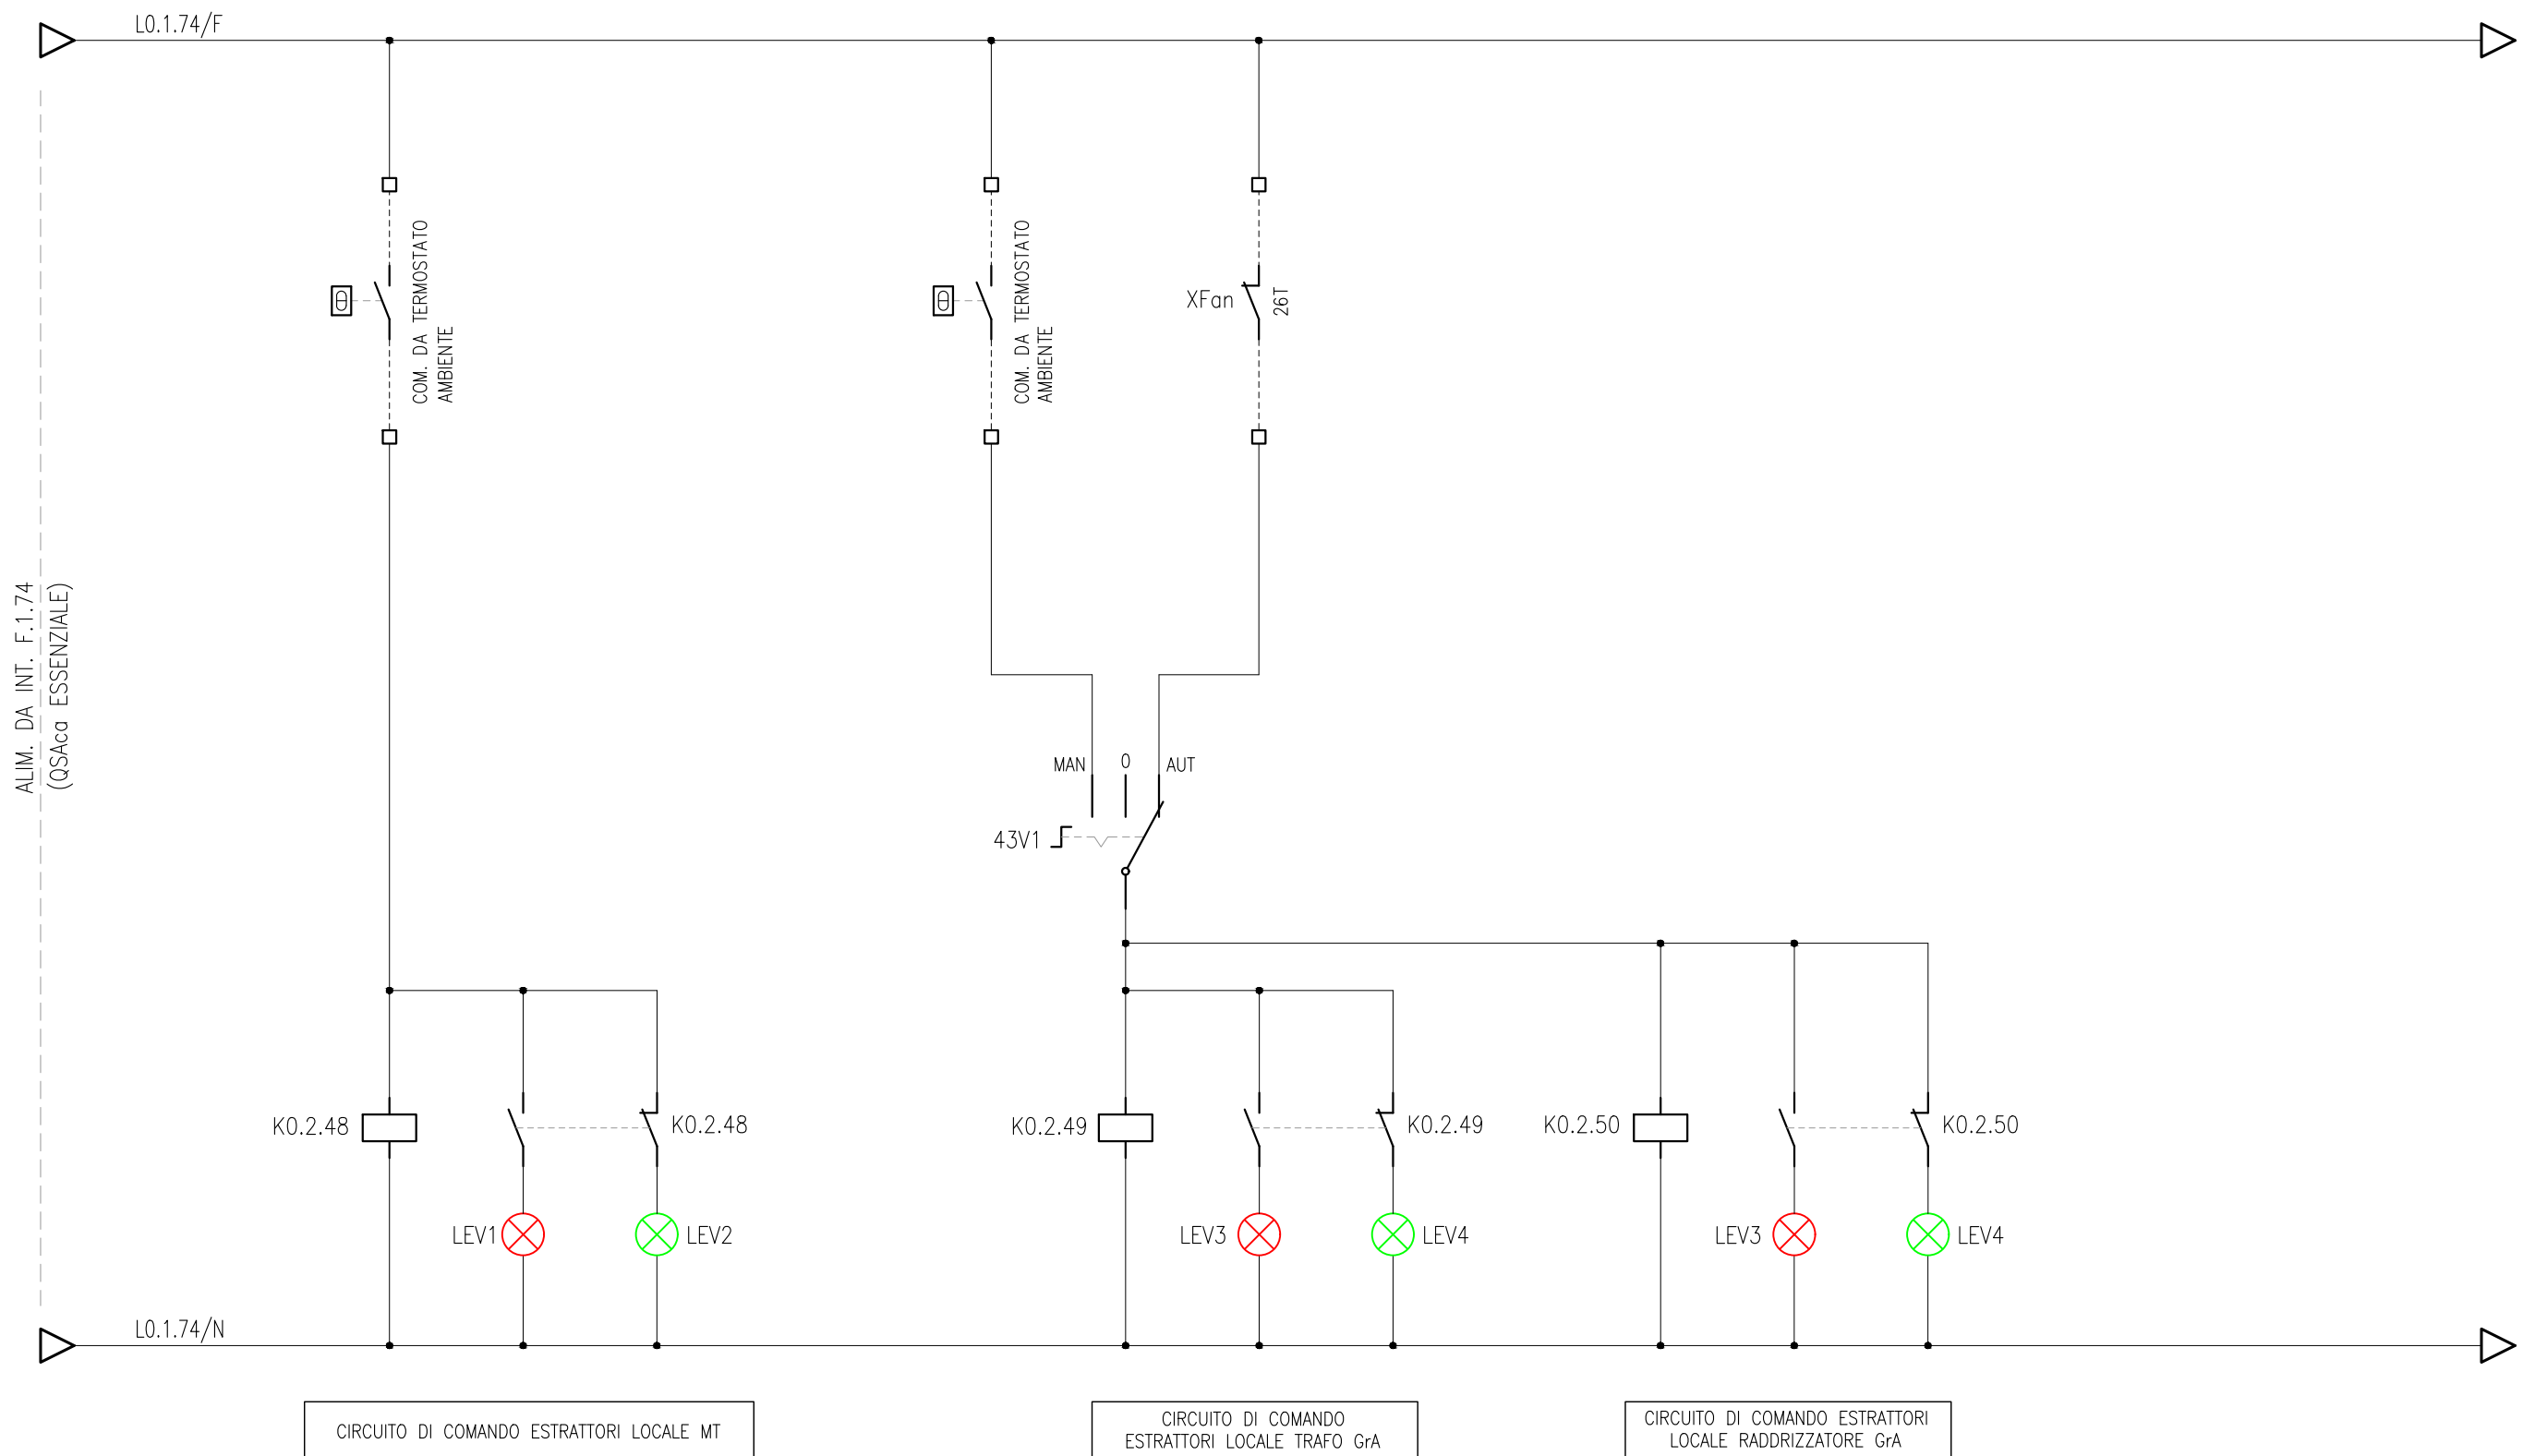 L0.1.74/F
COM. DA TERMOSTATO
AMBIENTE
COM. DA TERMOSTATO
AMBIENTE
XFan
26T
ALIM. DA INT. F.1.74
(QSAca ESSENZIALE)
MAN
0
AUT
43V1
K0.2.48
K0.2.48
K0.2.49
K0.2.49
K0.2.50
K0.2.50
LEV1
LEV2
LEV3
LEV4
LEV3
LEV4
L0.1.74/N
CIRCUITO DI COMANDO ESTRATTORI LOCALE MT
CIRCUITO DI COMANDO
ESTRATTORI LOCALE TRAFO GrA
CIRCUITO DI COMANDO ESTRATTORI
LOCALE RADDRIZZATORE GrA